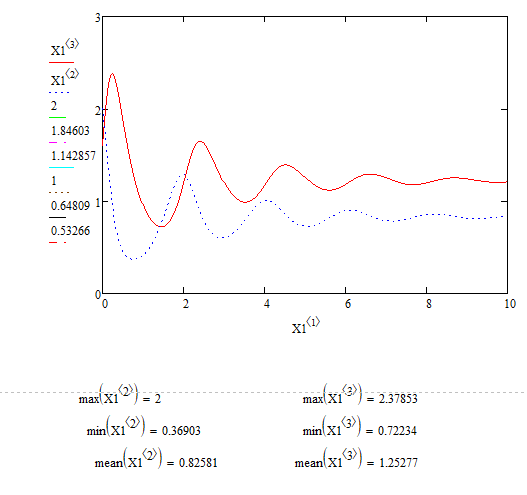 3
X1⟨3⟩
X1⟨2⟩
2
2
1.84603
1.142857
1
1
0.64809
0.53266
0
0 2 4 6 8 10
X1⟨1⟩
max(X1⟨2⟩) = 2 max(X1⟨3⟩) = 2.37853
min(X1⟨2⟩) = 0.36903 min(X1⟨3⟩) = 0.72234
mean(X1⟨2⟩) = 0.82581 mean(X1⟨3⟩) = 1.25277